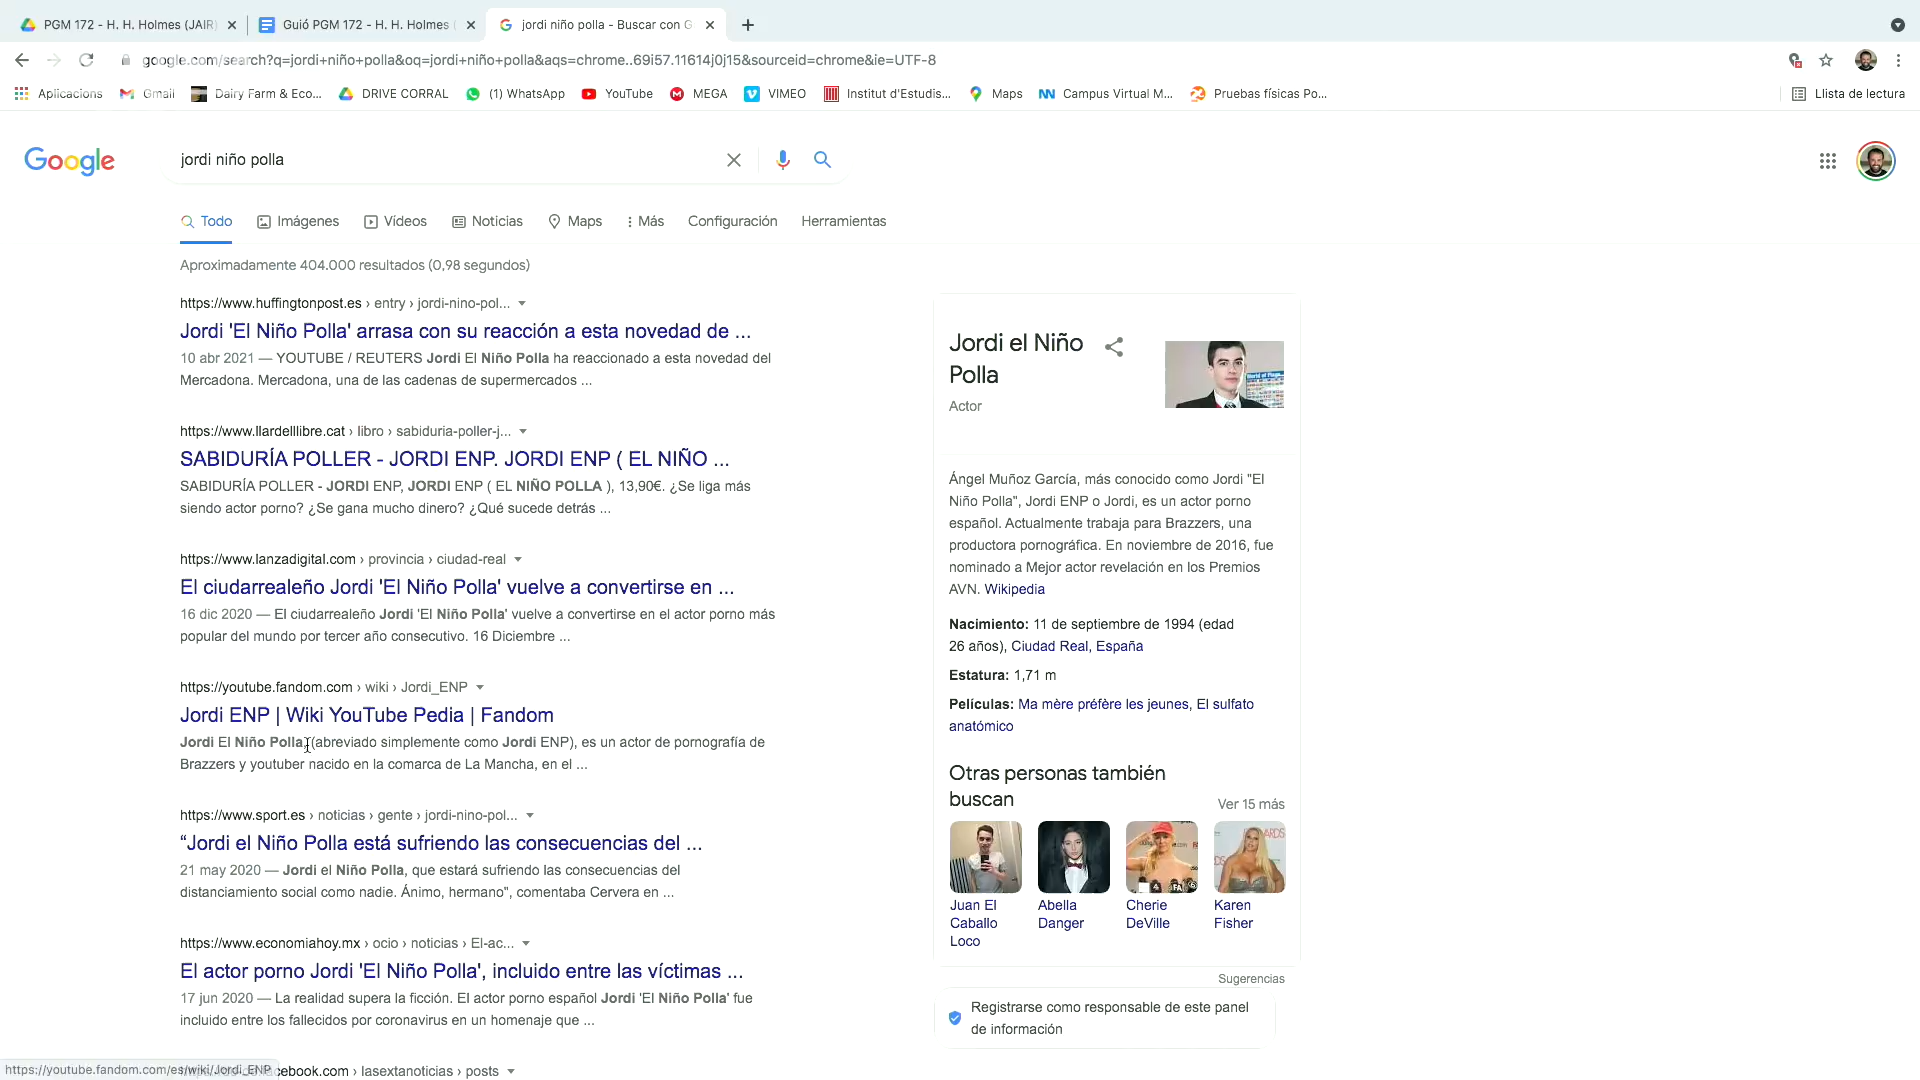 PGM 172 - H. H. Holmes (JAIR)
Guió PGM 172 - H. H. Holmes (
jordi niño polla - Buscar con G
google.com/search?q=jordi+niño+polla&oq=jordi+niño+polla&aqs=chrome..69i57.11614j0j15&sourceid=chrome&ie=UTF-8
Aplicacions
Gmail
Dairy Farm & Eco...
DRIVE CORRAL
(1) WhatsApp
YouTube
MEGA
VIMEO
Institut d'Estudis...
Maps
Campus Virtual M...
Pruebas físicas Po...
Llista de lectura
Google
jordi niño polla
Todo
Imágenes
Vídeos
Noticias
Maps
Más
Configuración
Herramientas
Aproximadamente 404.000 resultados (0,98 segundos)
https://www.huffingtonpost.es › entry › jordi-nino-pol...
Jordi 'El Niño Polla' arrasa con su reacción a esta novedad de ...
10 abr 2021 — YOUTUBE / REUTERS Jordi El Niño Polla ha reaccionado a esta novedad del
Mercadona. Mercadona, una de las cadenas de supermercados ...
https://www.llardelllibre.cat › libro › sabiduria-poller-j...
SABIDURÍA POLLER - JORDI ENP. JORDI ENP ( EL NIÑO ...
SABIDURÍA POLLER - JORDI ENP, JORDI ENP ( EL NIÑO POLLA ), 13,90€. ¿Se liga más
siendo actor porno? ¿Se gana mucho dinero? ¿Qué sucede detrás ...
https://www.lanzadigital.com › provincia › ciudad-real
El ciudarrealeño Jordi 'El Niño Polla' vuelve a convertirse en ...
16 dic 2020 — El ciudarrealeño Jordi 'El Niño Polla' vuelve a convertirse en el actor porno más
popular del mundo por tercer año consecutivo. 16 Diciembre ...
https://youtube.fandom.com › wiki › Jordi_ENP
Jordi ENP | Wiki YouTube Pedia | Fandom
Jordi El Niño Polla (abreviado simplemente como Jordi ENP), es un actor de pornografía de
Brazzers y youtuber nacido en la comarca de La Mancha, en el ...
https://www.sport.es › noticias › gente › jordi-nino-pol...
“Jordi el Niño Polla está sufriendo las consecuencias del ...
21 may 2020 — Jordi el Niño Polla, que estará sufriendo las consecuencias del
distanciamiento social como nadie. Ánimo, hermano", comentaba Cervera en ...
https://www.economiahoy.mx › ocio › noticias › El-ac...
El actor porno Jordi 'El Niño Polla', incluido entre las víctimas ...
17 jun 2020 — La realidad supera la ficción. El actor porno español Jordi 'El Niño Polla' fue
incluido entre los fallecidos por coronavirus en un homenaje que ...
cebook.com › lasextanoticias › posts
https://youtube.fandom.com/es/wiki/Jordi_ENP
Jordi el Niño
Polla
Actor
Ángel Muñoz García, más conocido como Jordi "El
Niño Polla", Jordi ENP o Jordi, es un actor porno
español. Actualmente trabaja para Brazzers, una
productora pornográfica. En noviembre de 2016, fue
nominado a Mejor actor revelación en los Premios
AVN. Wikipedia
Nacimiento: 11 de septiembre de 1994 (edad
26 años), Ciudad Real, España
Estatura: 1,71 m
Películas: Ma mère préfère les jeunes, El sulfato
anatómico
Otras personas también
buscan
Ver 15 más
Juan El
Caballo
Loco
Abella
Danger
Cherie
DeVille
Karen
Fisher
Sugerencias
Registrarse como responsable de este panel
de información